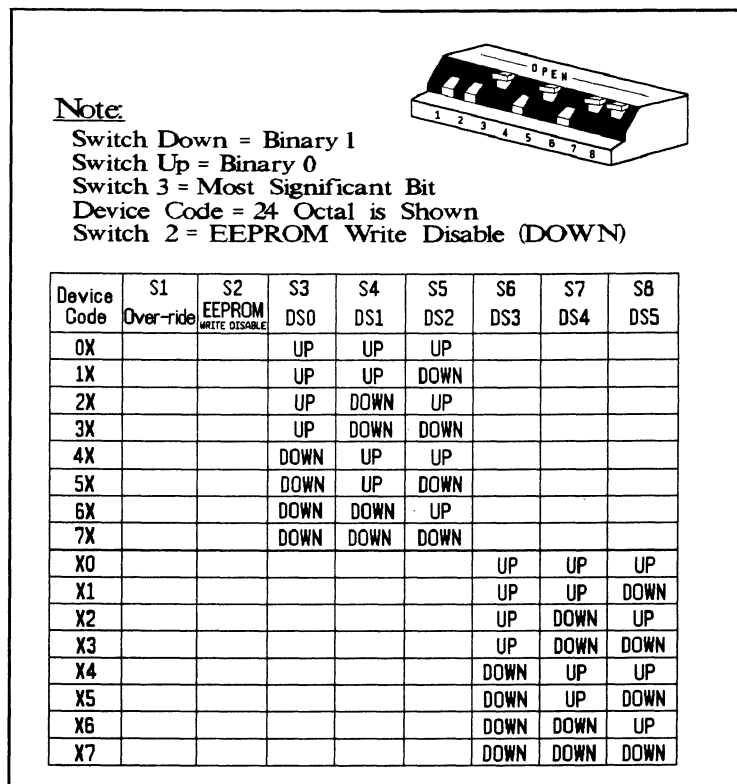 OPEN
1 2 3 4 5 6 7 8
Note:
Switch Down = Binary 1
Switch Up = Binary 0
Switch 3 = Most Significant Bit
Device Code = 24 Octal is Shown
Switch 2 = EEPROM Write Disable (DOWN)
Device Code S1 Over-ride S2 EEPROM WRITE DISABLE S3 DS0 S4 DS1 S5 DS2 S6 DS3 S7 DS4 S8 DS5
0X UP UP UP
1X UP UP DOWN
2X UP DOWN UP
3X UP DOWN DOWN
4X DOWN UP UP
5X DOWN UP DOWN
6X DOWN DOWN UP
7X DOWN DOWN DOWN
X0 UP UP UP
X1 UP UP DOWN
X2 UP DOWN UP
X3 UP DOWN DOWN
X4 DOWN UP UP
X5 DOWN UP DOWN
X6 DOWN DOWN UP
X7 DOWN DOWN DOWN